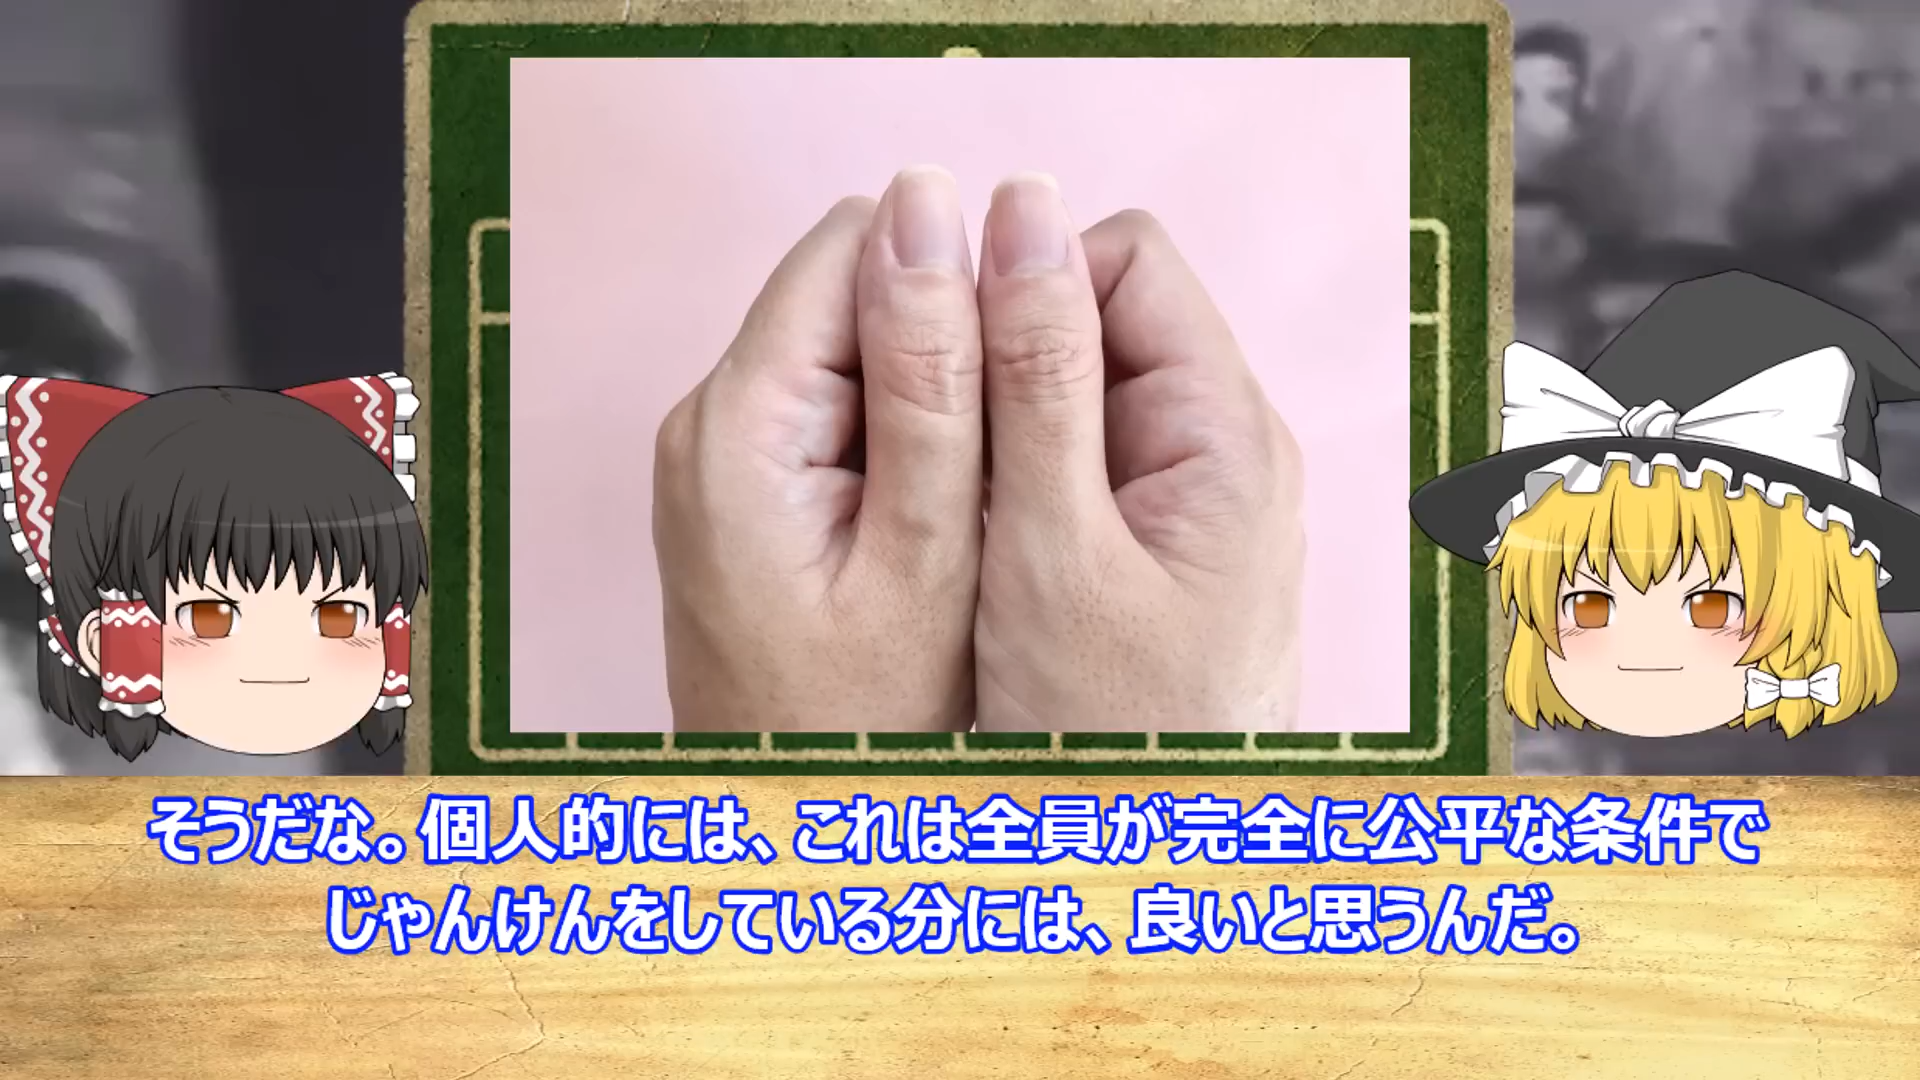 そうだな。個人的には、これは全員が完全に公平な条件で
じゃんけんをしている分には、良いと思うんだ。